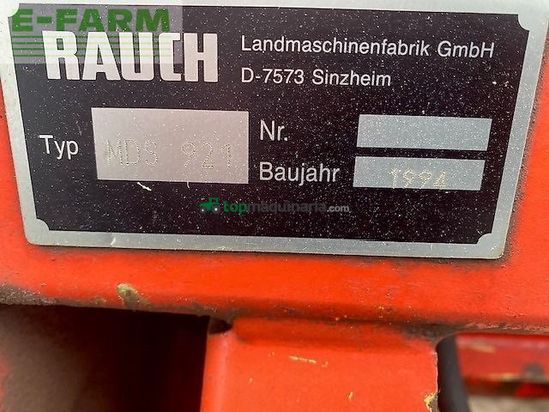 E-FARM
RAUCH
Landmaschinenfabrik GmbH
D-7573 Sinzheim
Typ MDS 921
Nr.
Baujahr 1994
topmaquinaria.com